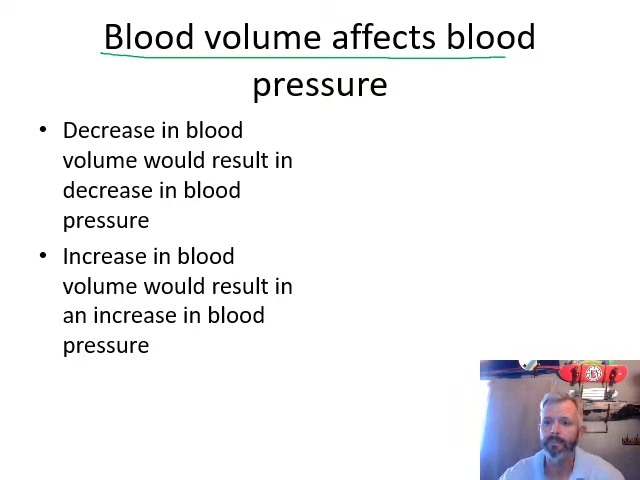 Blood volume affects blood
pressure
• Decrease in blood
volume would result in
decrease in blood
pressure
• Increase in blood
volume would result in
an increase in blood
pressure